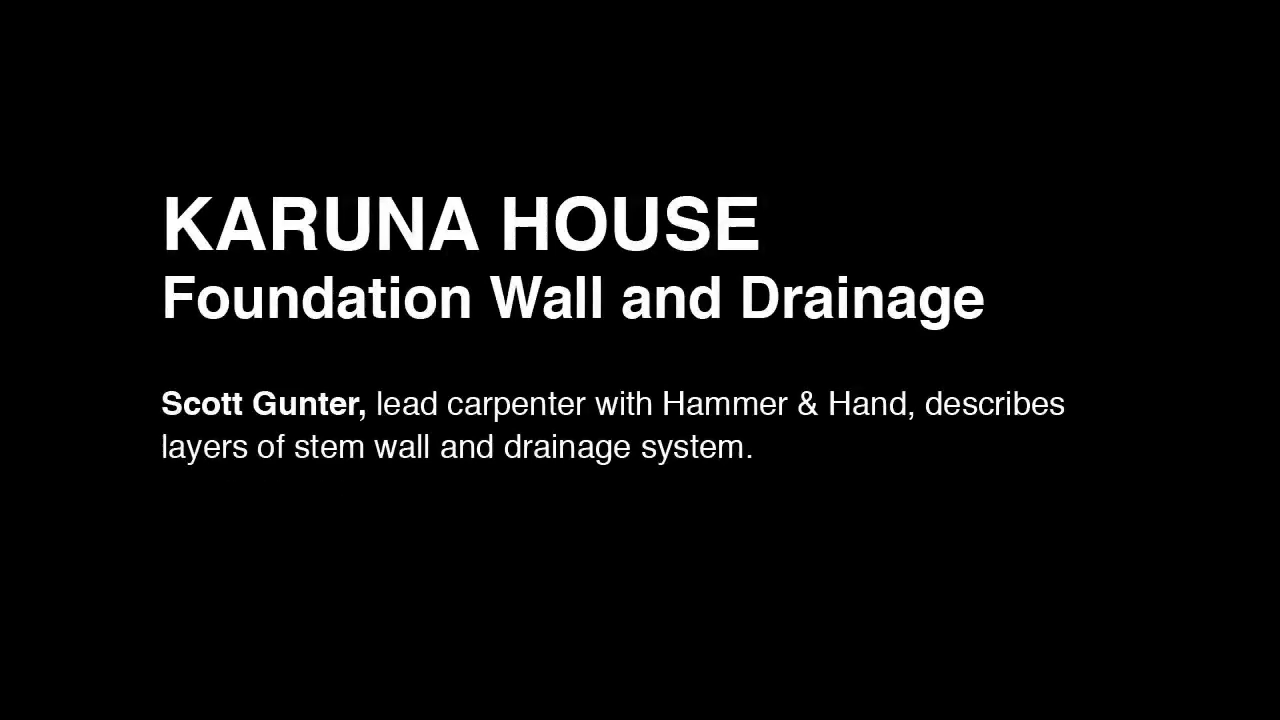 KARUNA HOUSE
Foundation Wall and Drainage
Scott Gunter, lead carpenter with Hammer & Hand, describes
layers of stem wall and drainage system.